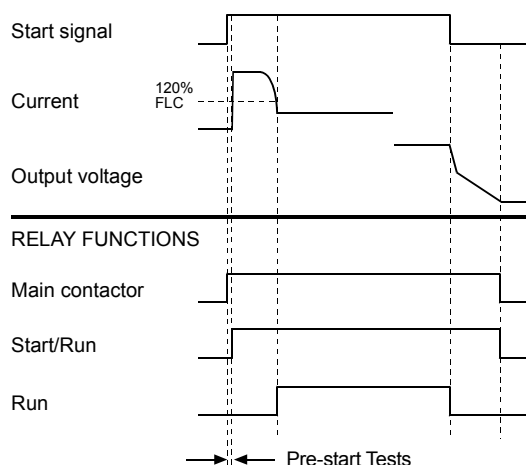 Start signal
120%
FLC
Current
Output voltage
RELAY FUNCTIONS
Main contactor
Start/Run
Run
Pre-start Tests